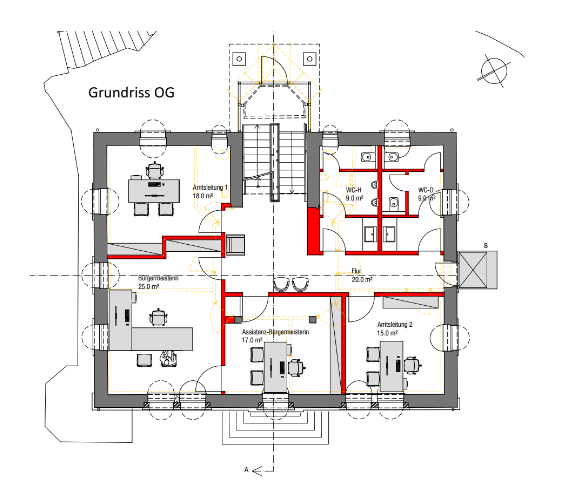 Grundriss OG
Amtsleitung 1
18.0 m²
WC-H
9.0 m²
WC-D
9.0 m²
B
Bürgermeisterin
25.0 m²
Flur
20.0 m²
Assistenz-Bürgermeisterin
17.0 m²
Amtsleitung 2
15.0 m²
A